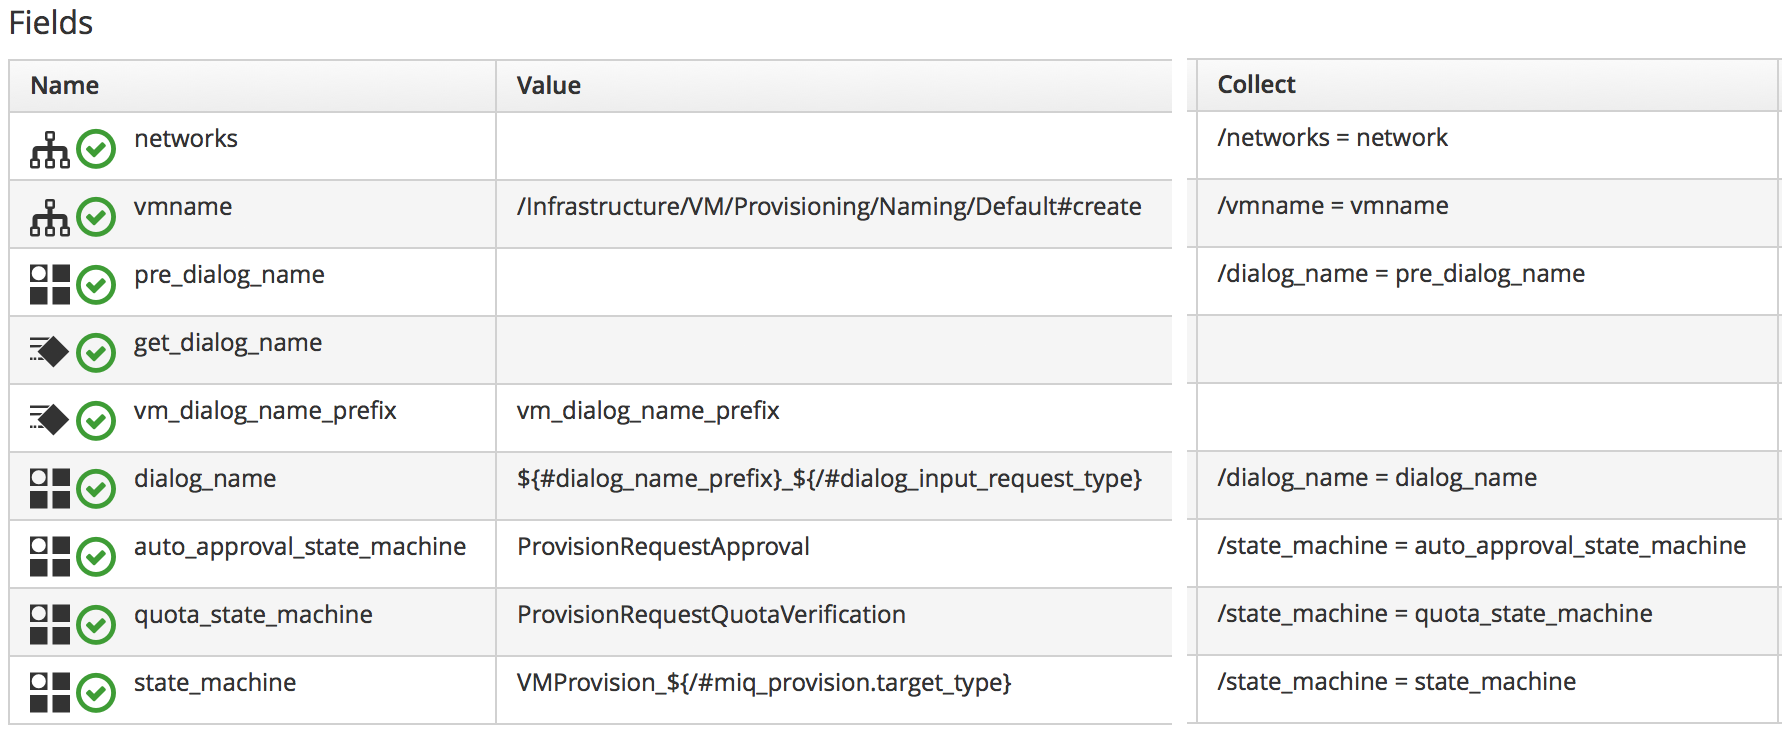 Fields
Name Value Collect
networks /networks = network
vmname /Infrastructure/VM/Provisioning/Naming/Default#create /vmname = vmname
pre_dialog_name /dialog_name = pre_dialog_name
get_dialog_name
vm_dialog_name_prefix vm_dialog_name_prefix
dialog_name ${#dialog_name_prefix}_${/#dialog_input_request_type} /dialog_name = dialog_name
auto_approval_state_machine ProvisionRequestApproval /state_machine = auto_approval_state_machine
quota_state_machine ProvisionRequestQuotaVerification /state_machine = quota_state_machine
state_machine VMProvision_${/#miq_provision.target_type} /state_machine = state_machine